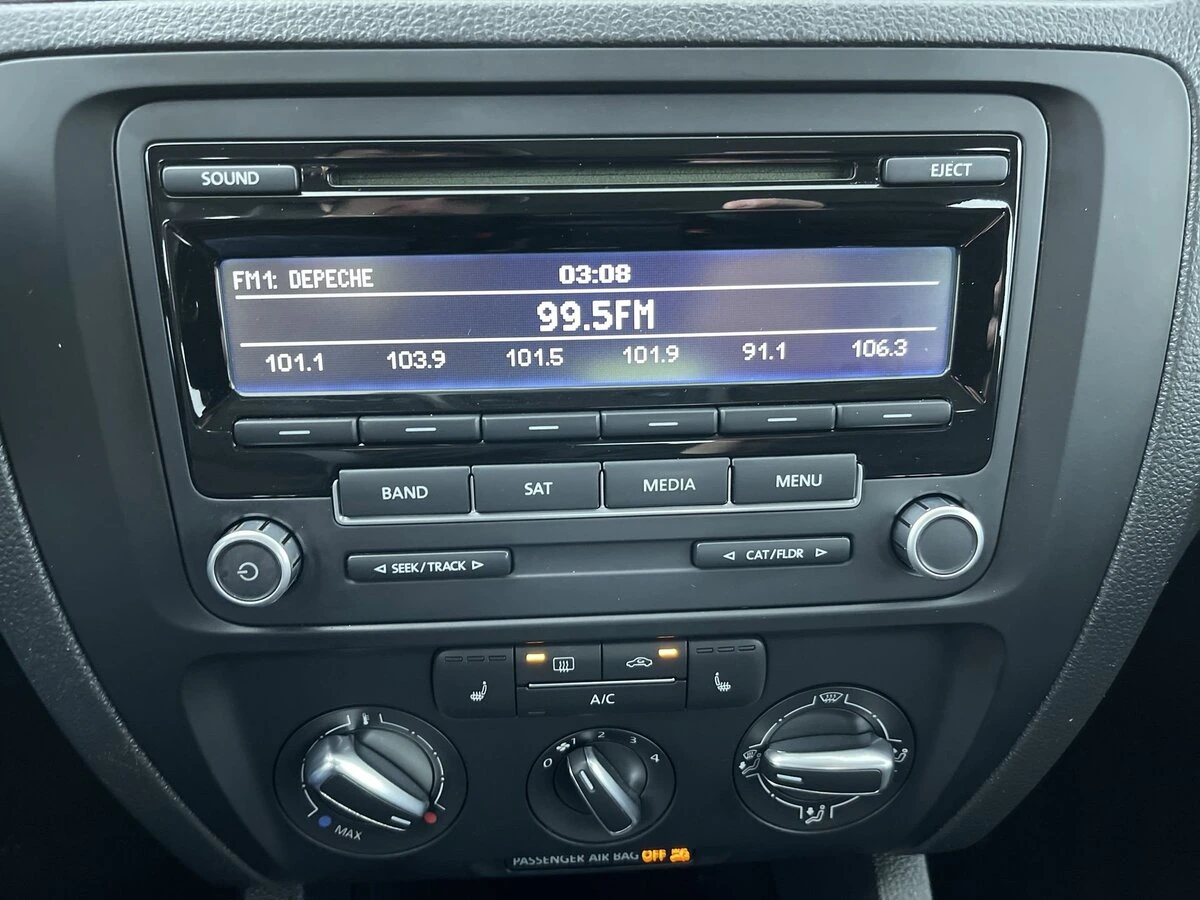 SOUND EJECT
FM1: DEPECHE 03:08
99.5FM
101.1 103.9 101.5 101.9 91.1 106.3
BAND SAT MEDIA MENU
◁ SEEK/TRACK ▷ ◁ CAT/FLDR ▷
A/C
0 1 2 3 4
MAX
PASSENGER AIR BAG OFF